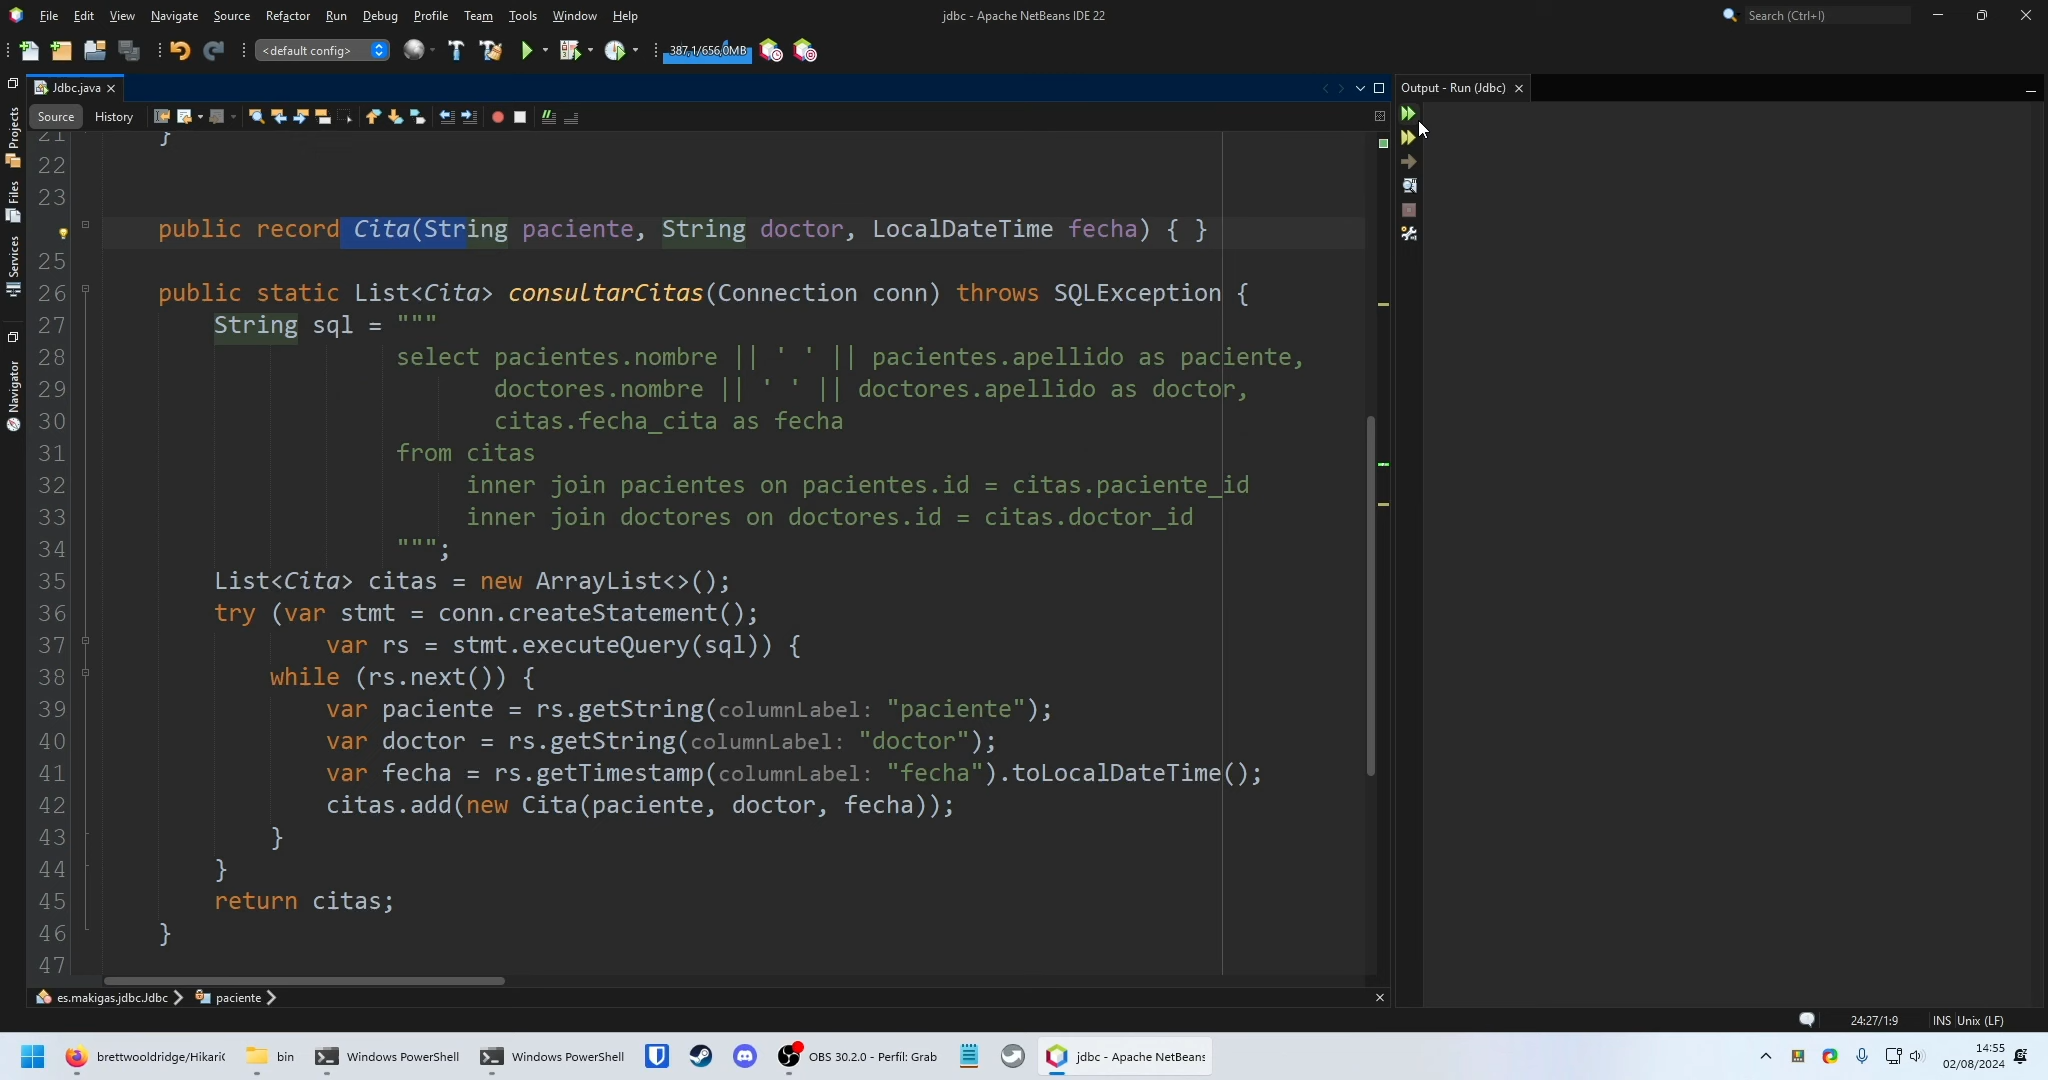 File Edit View Navigate Source Refactor Run Debug Profile Team Tools Window Help
jdbc - Apache NetBeans IDE 22
Search (Ctrl+I)
<default config>
387,1/656,0MB
Jdbc.java
Output - Run (Jdbc)
Source History
Projects
Files
Services
Navigator
21 }
22
23
public record Cita(String paciente, String doctor, LocalDateTime fecha) { }
25
26 public static List<Cita> consultarCitas(Connection conn) throws SQLException {
27 String sql = """
28 select pacientes.nombre || ' ' || pacientes.apellido as paciente,
29 doctores.nombre || ' ' || doctores.apellido as doctor,
30 citas.fecha_cita as fecha
31 from citas
32 inner join pacientes on pacientes.id = citas.paciente_id
33 inner join doctores on doctores.id = citas.doctor_id
34 """;
35 List<Cita> citas = new ArrayList<>();
36 try (var stmt = conn.createStatement();
37 var rs = stmt.executeQuery(sql)) {
38 while (rs.next()) {
39 var paciente = rs.getString(columnLabel: "paciente");
40 var doctor = rs.getString(columnLabel: "doctor");
41 var fecha = rs.getTimestamp(columnLabel: "fecha").toLocalDateTime();
42 citas.add(new Cita(paciente, doctor, fecha));
43 }
44 }
45 return citas;
46 }
47
es.makigas.jdbc.Jdbc paciente
24:27/1:9 INS Unix (LF)
brettwooldridge/Hikari bin Windows PowerShell Windows PowerShell OBS 30.2.0 - Perfil: Grab jdbc - Apache NetBeans
14:55
02/08/2024